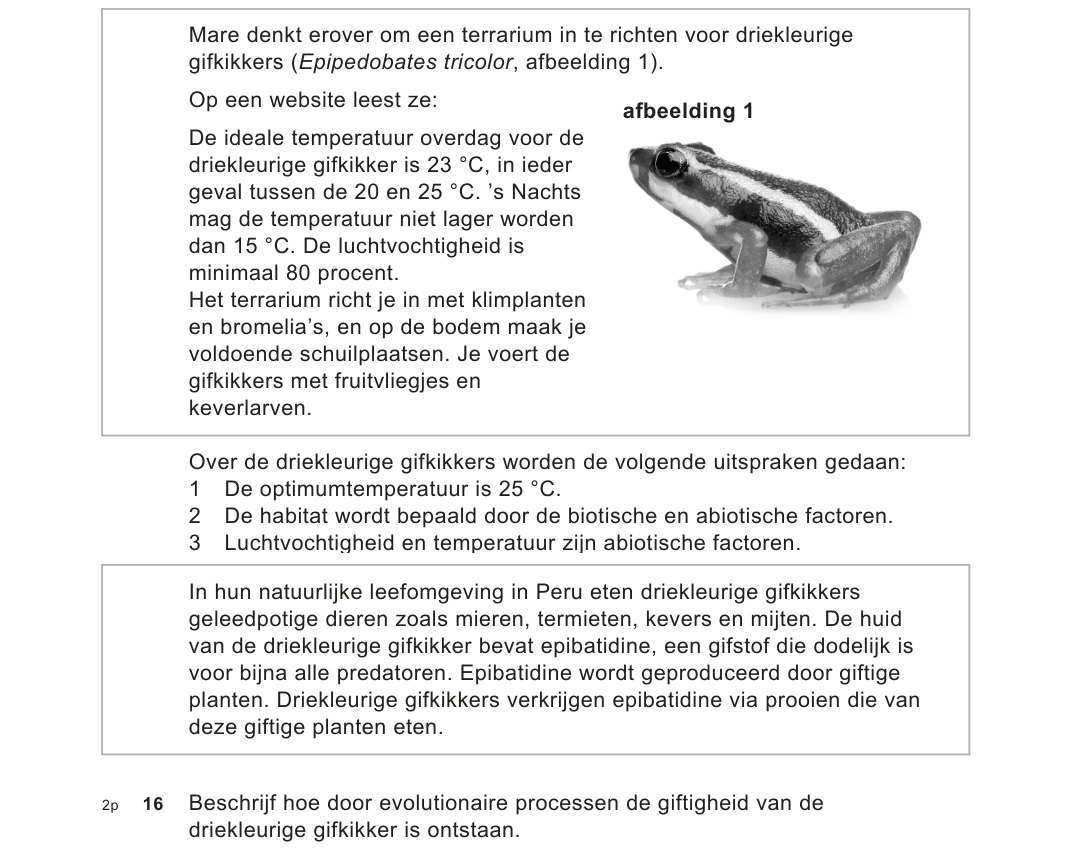 Mare denkt erover om een terrarium in te richten voor driekleurige
gifkikkers (Epipedobates tricolor, afbeelding 1).
Op een website leest ze:
afbeelding 1
De ideale temperatuur overdag voor de
driekleurige gifkikker is 23 °C, in ieder
geval tussen de 20 en 25 °C. ’s Nachts
mag de temperatuur niet lager worden
dan 15 °C. De luchtvochtigheid is
minimaal 80 procent.
Het terrarium richt je in met klimplanten
en bromelia’s, en op de bodem maak je
voldoende schuilplaatsen. Je voert de
gifkikkers met fruitvliegjes en
keverlarven.
Over de driekleurige gifkikkers worden de volgende uitspraken gedaan:
1 De optimumtemperatuur is 25 °C.
2 De habitat wordt bepaald door de biotische en abiotische factoren.
3 Luchtvochtigheid en temperatuur zijn abiotische factoren.
In hun natuurlijke leefomgeving in Peru eten driekleurige gifkikkers
geleedpotige dieren zoals mieren, termieten, kevers en mijten. De huid
van de driekleurige gifkikker bevat epibatidine, een gifstof die dodelijk is
voor bijna alle predatoren. Epibatidine wordt geproduceerd door giftige
planten. Driekleurige gifkikkers verkrijgen epibatidine via prooien die van
deze giftige planten eten.
2p 16 Beschrijf hoe door evolutionaire processen de giftigheid van de
driekleurige gifkikker is ontstaan.